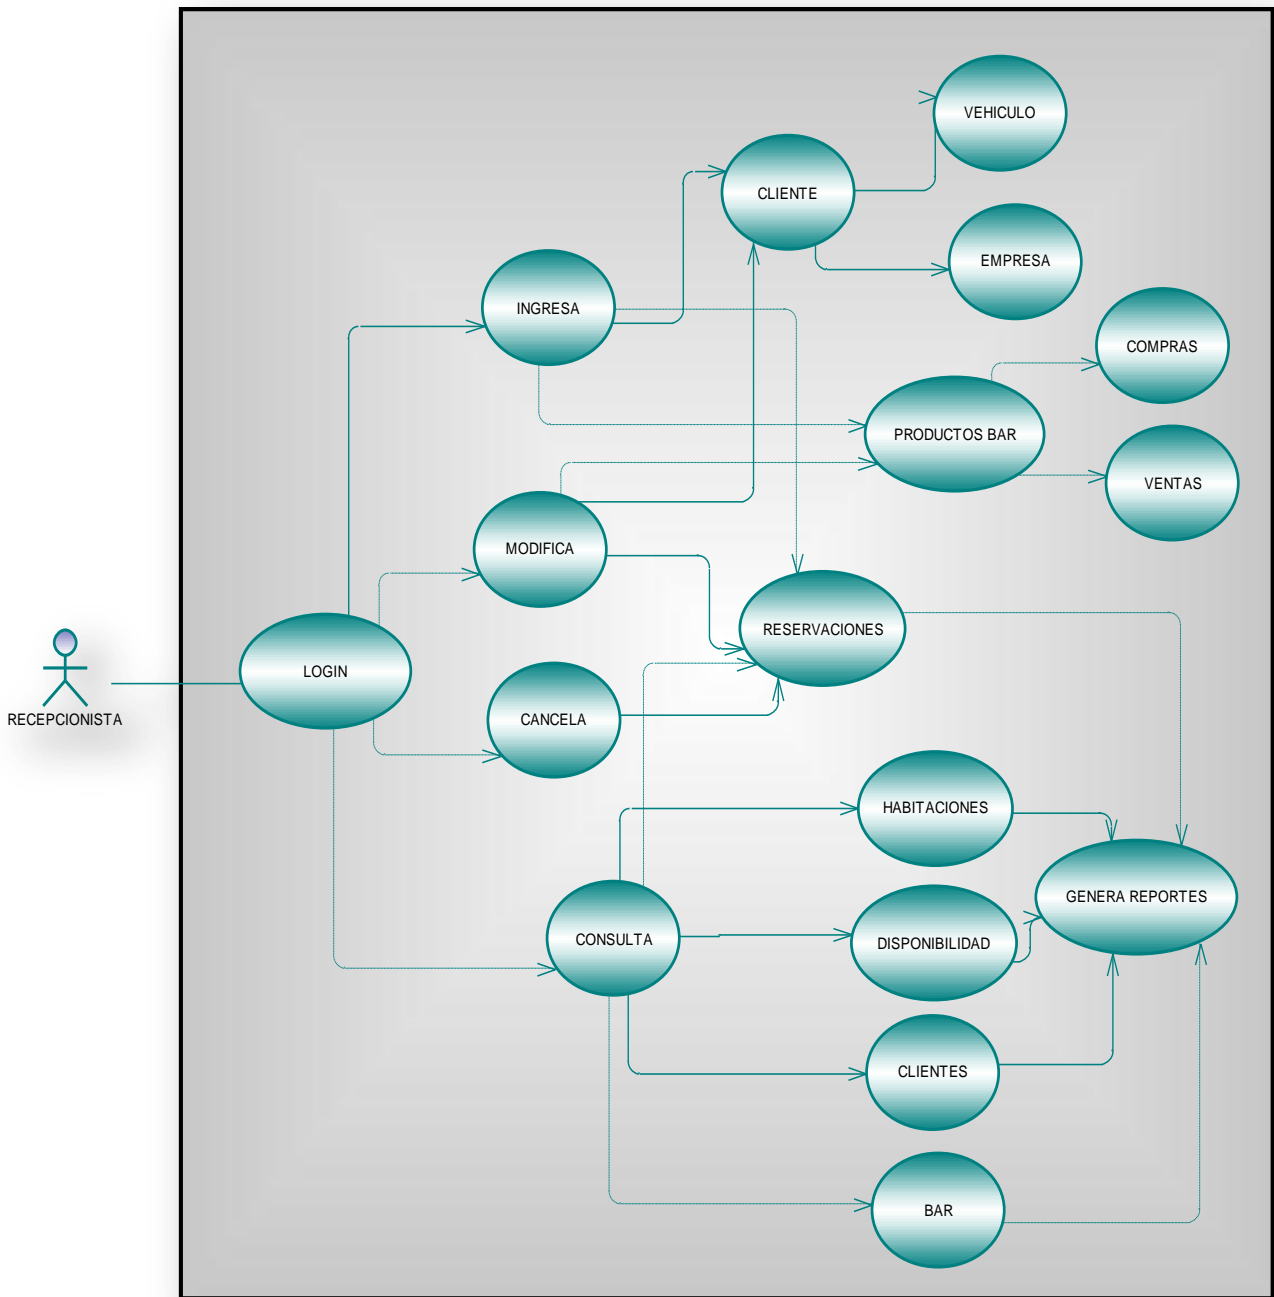 VEHICULO
CLIENTE
EMPRESA
INGRESA
COMPRAS
PRODUCTOS BAR
VENTAS
MODIFICA
RESERVACIONES
LOGIN
RECEPCIONISTA
CANCELA
HABITACIONES
GENERA REPORTES
CONSULTA
DISPONIBILIDAD
CLIENTES
BAR